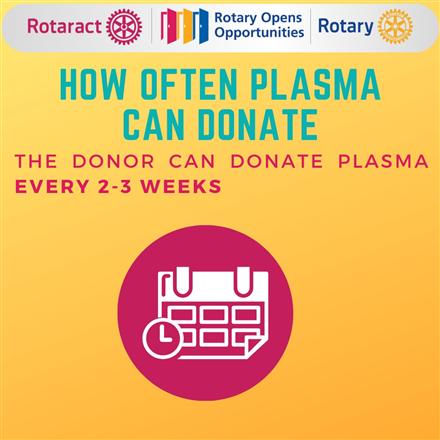 Rotaract
Rotary Opens
Opportunities
Rotary
HOW OFTEN PLASMA
CAN DONATE
THE DONOR CAN DONATE PLASMA
EVERY 2-3 WEEKS